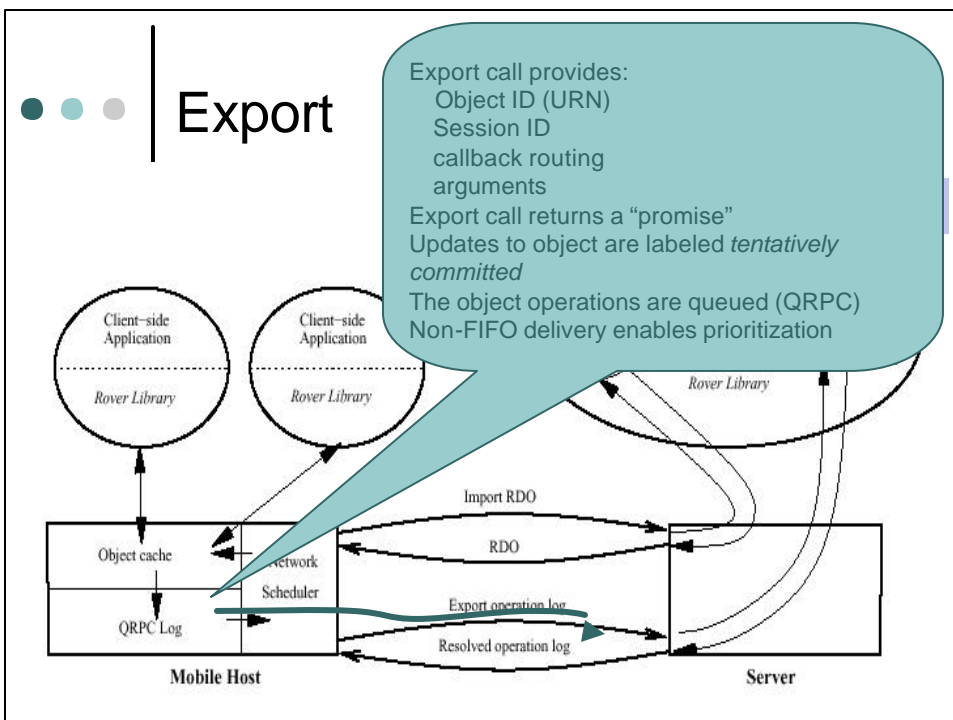 Export
Export call provides:
Object ID (URN)
Session ID
callback routing
arguments
Export call returns a “promise”
Updates to object are labeled tentatively
committed
The object operations are queued (QRPC)
Non-FIFO delivery enables prioritization
Client-side
Application
Rover Library
Client-side
Application
Rover Library
Rover Library
Import RDO
RDO
Object cache
Network
Scheduler
QRPC Log
Export operation log
Resolved operation log
Mobile Host
Server